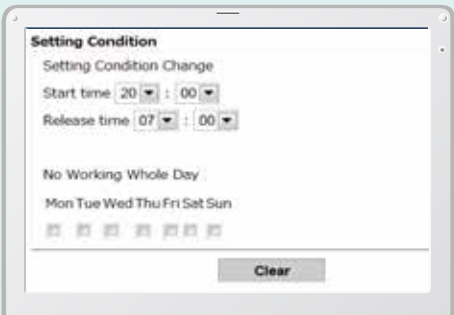 Setting Condition
Setting Condition Change
Start time 20 : 00
Release time 07 : 00
No Working Whole Day
Mon Tue Wed Thu Fri Sat Sun
Clear